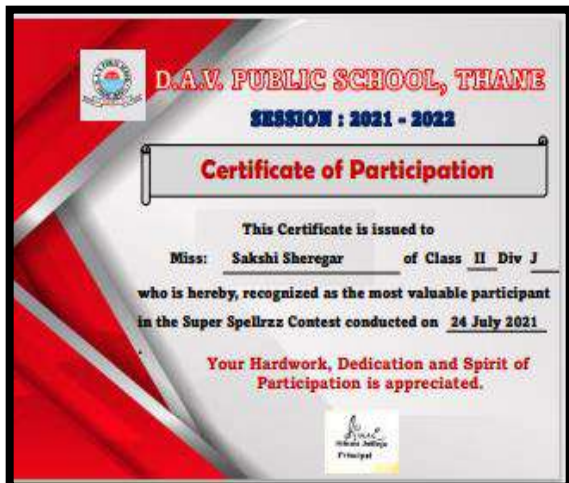 D.A.V. PUBLIC SCHOOL, THANE
SESSION : 2021 - 2022
Certificate of Participation
This Certificate is issued to
Miss: Sakshi Sheregar of Class II Div J
who is hereby, recognized as the most valuable participant
in the Super Spellrzz Contest conducted on 24 July 2021
Your Hardwork, Dedication and Spirit of
Participation is appreciated.
Principal